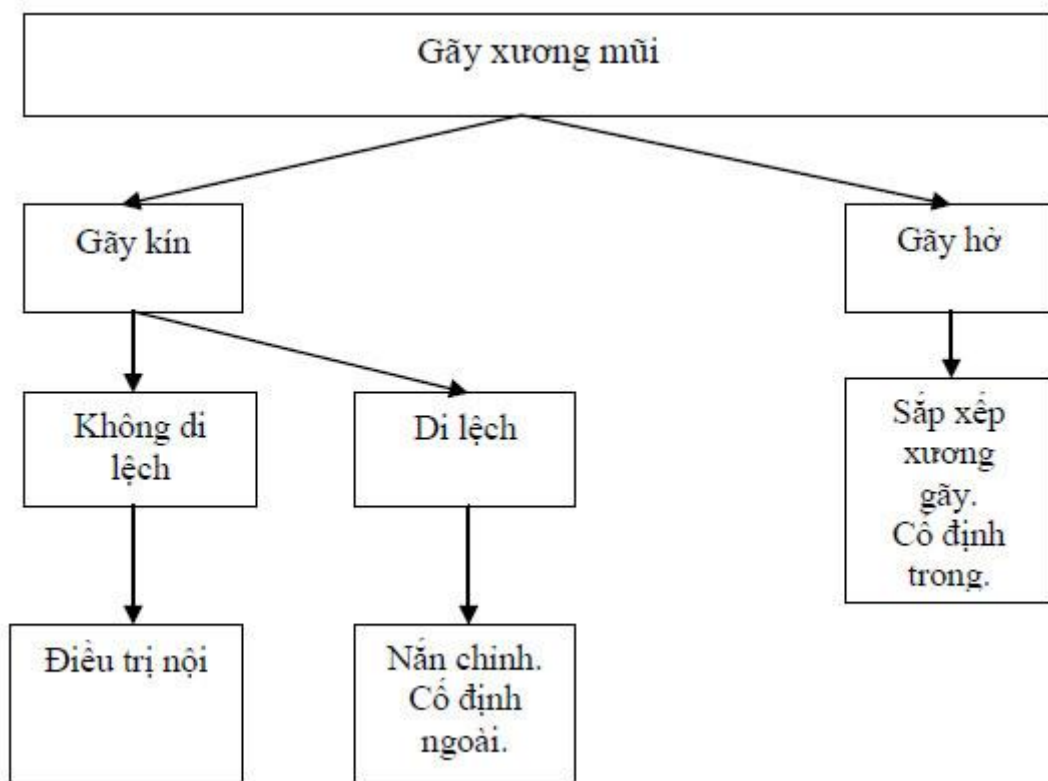 Gãy xương mũi
Gãy kín
Gãy hở
Không di
lệch
Di lệch
Sắp xếp
xương
gãy.
Cố định
trong.
Điều trị nội
Nắn chỉnh.
Cố định
ngoài.